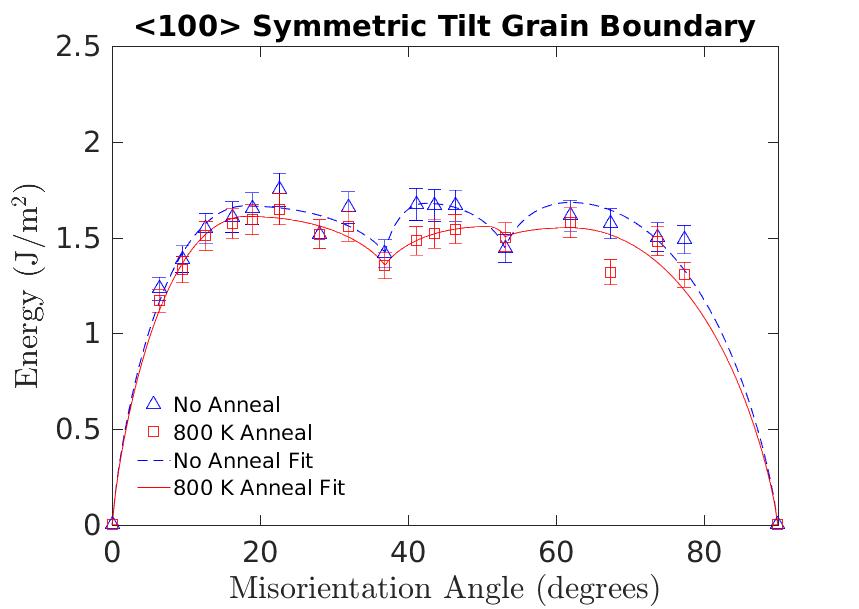 <100> Symmetric Tilt Grain Boundary
2.5
2
1.5
1
0.5
0
Energy (J/m²)
No Anneal
800 K Anneal
No Anneal Fit
800 K Anneal Fit
0 20 40 60 80
Misorientation Angle (degrees)